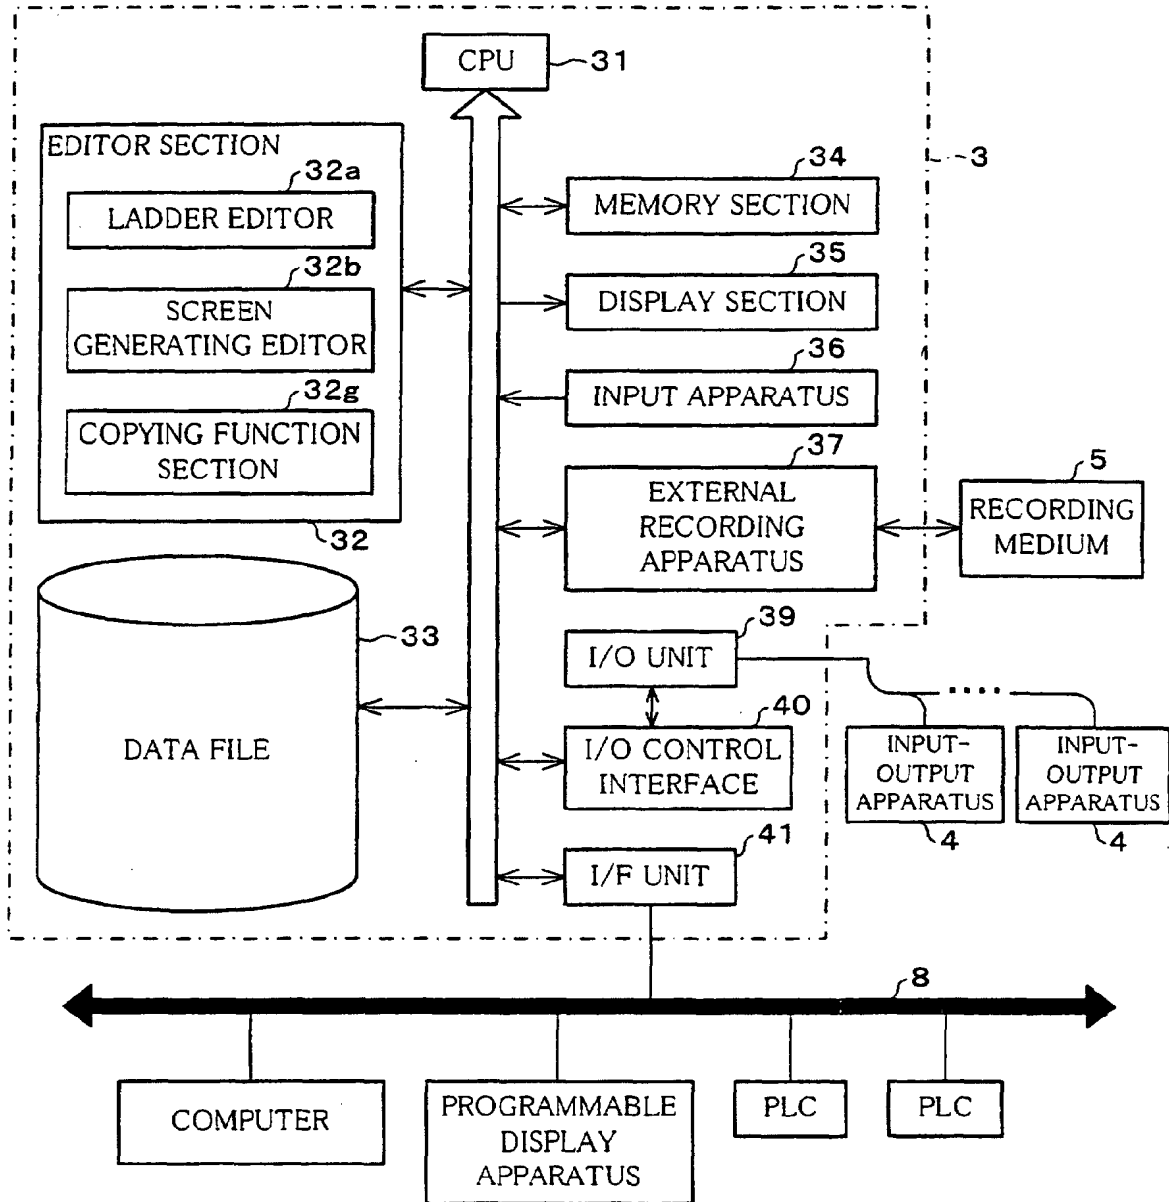 CPU
31
EDITOR SECTION
32a
LADDER EDITOR
32b
SCREEN
GENERATING EDITOR
32g
COPYING FUNCTION
SECTION
32
33
DATA FILE
34
MEMORY SECTION
3
35
DISPLAY SECTION
36
INPUT APPARATUS
37
EXTERNAL
RECORDING
APPARATUS
5
RECORDING
MEDIUM
39
I/O UNIT
40
I/O CONTROL
INTERFACE
INPUT-
OUTPUT
APPARATUS
4
INPUT-
OUTPUT
APPARATUS
4
41
I/F UNIT
8
COMPUTER
PROGRAMMABLE
DISPLAY
APPARATUS
PLC
PLC